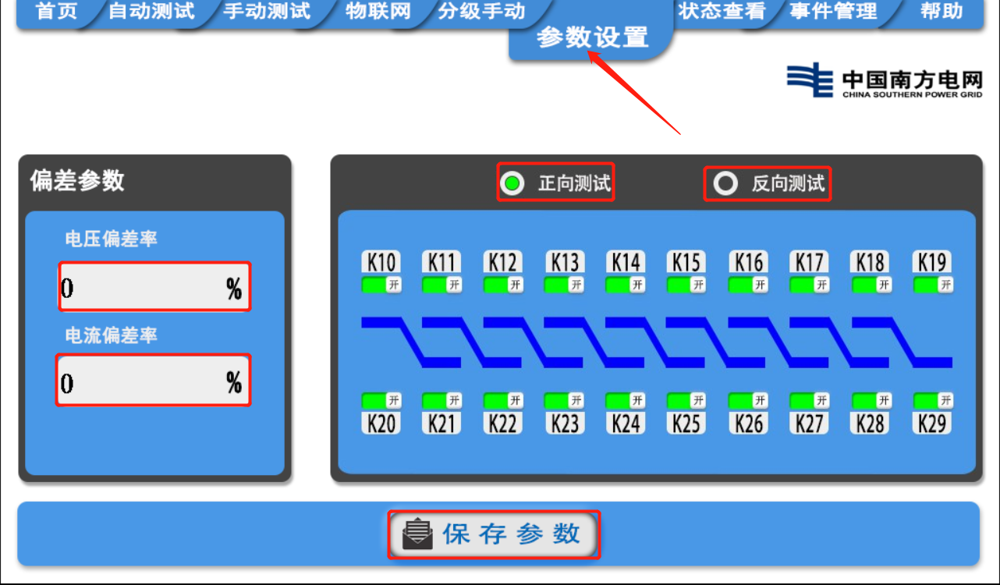 首页 自动测试 手动测试 物联网 分级手动 参数设置 状态查看 事件管理 帮助
中国南方电网
CHINA SOUTHERN POWER GRID
偏差参数
电压偏差率
0 %
电流偏差率
0 %
正向测试 反向测试
K10 K11 K12 K13 K14 K15 K16 K17 K18 K19
开 开 开 开 开 开 开 开 开 开
开 开 开 开 开 开 开 开 开 开
K20 K21 K22 K23 K24 K25 K26 K27 K28 K29
保存参数